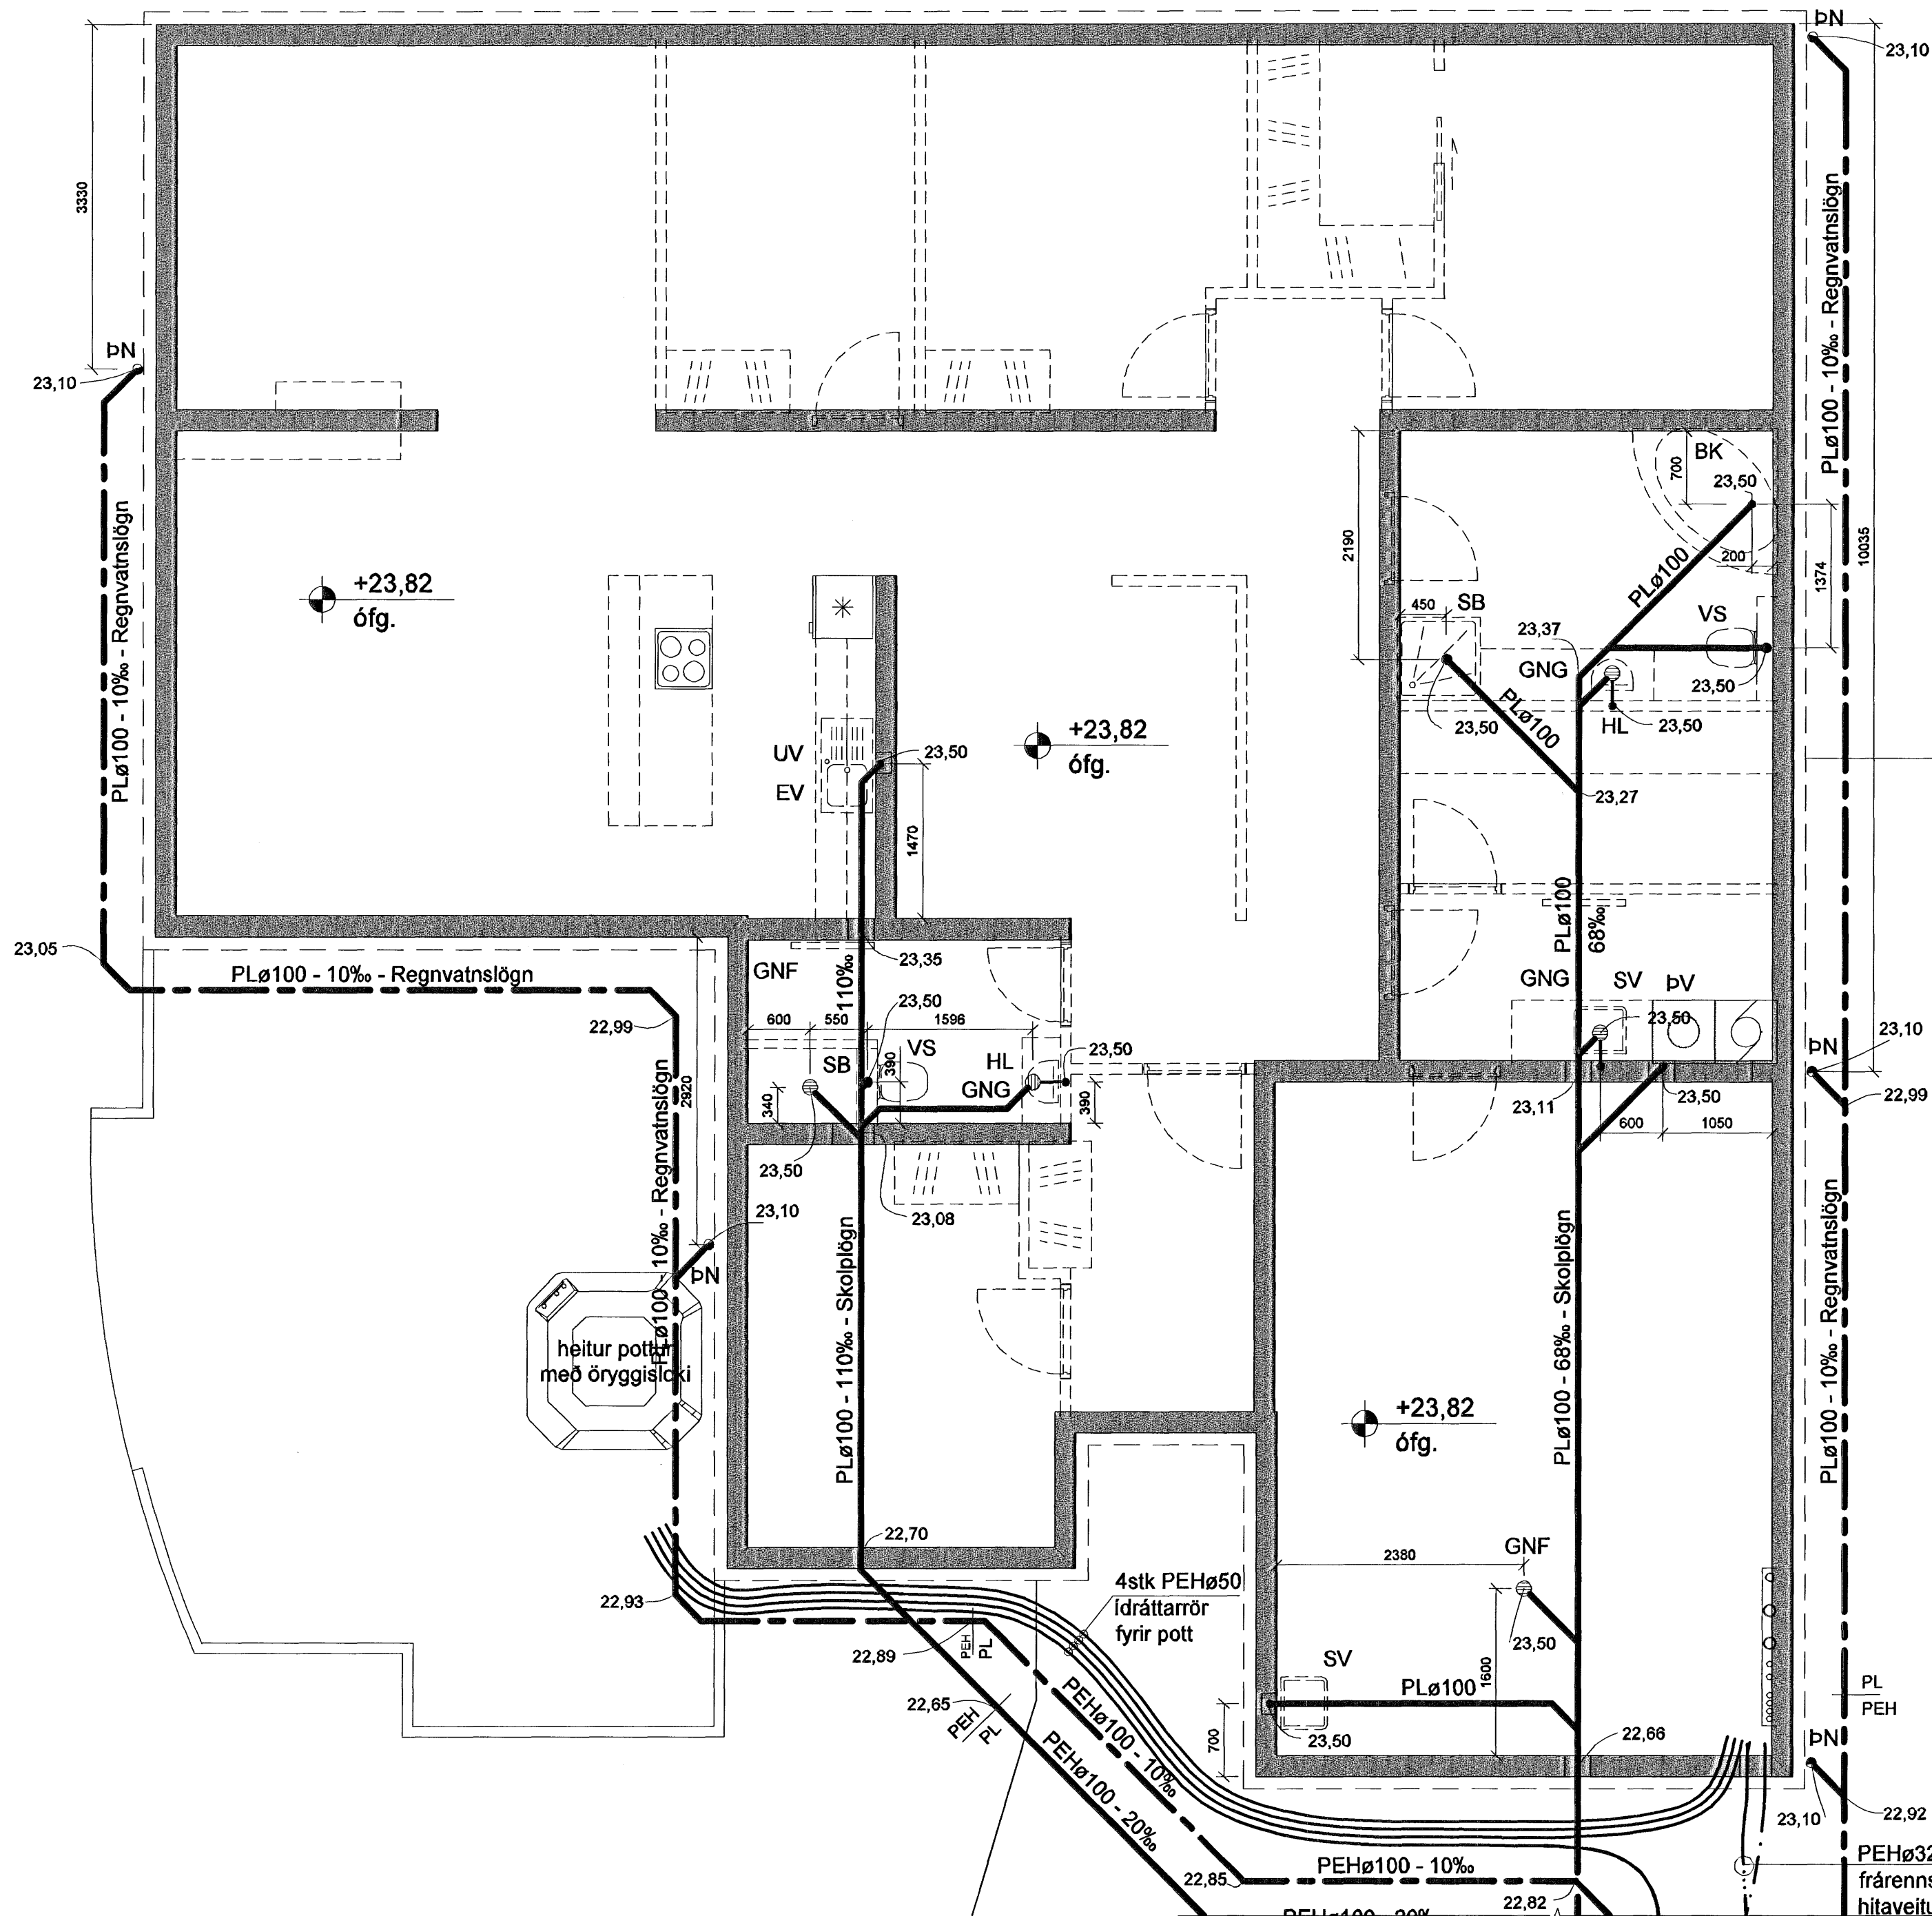 ÞN
23,10
3330
PLø100 - 10‰ - Regnvatnslögn
ÞN
23,10
BK
700
23,50
10035
2190
PLø100
200
1374
PLø100 - 10‰ - Regnvatnslögn
+23,82
ófg.
450
SB
23,37
VS
GNG
23,50
23,50
PLø100
HL
23,50
+23,82
ófg.
UV
23,50
EV
23,27
1470
PLø100
68‰
23,05
PLø100 - 10‰ - Regnvatnslögn
GNF
110‰
23,35
GNG
SV
ÞV
23,50
22,99
600
550
1596
23,50
23,10
ÞN
SB
390
VS
HL
23,50
GNG
340
390
23,11
23,50
22,99
2920
600
1050
23,50
23,08
23,10
PLø100 - 10‰ - Regnvatnslögn
ÞN
PLø100 - 110‰ - Skolplögn
PLø100 - 68‰ - Skolplögn
PLø100 - 10‰ - Regnvatnslögn
heitur pottur
með öryggisloki
+23,82
ófg.
22,70
GNF
2380
22,93
4stk PEHø50
ídráttarrör
fyrir pott
23,50
1600
22,89
PEH
PL
SV
PLø100
PL
PEH
22,65
PEH
PL
PEHø100 - 10‰
700
23,50
22,66
ÞN
PEHø100 - 20‰
23,10
22,92
PEHø100 - 10‰
22,85
22,82
PEHø32
frárenns
hitaveitu